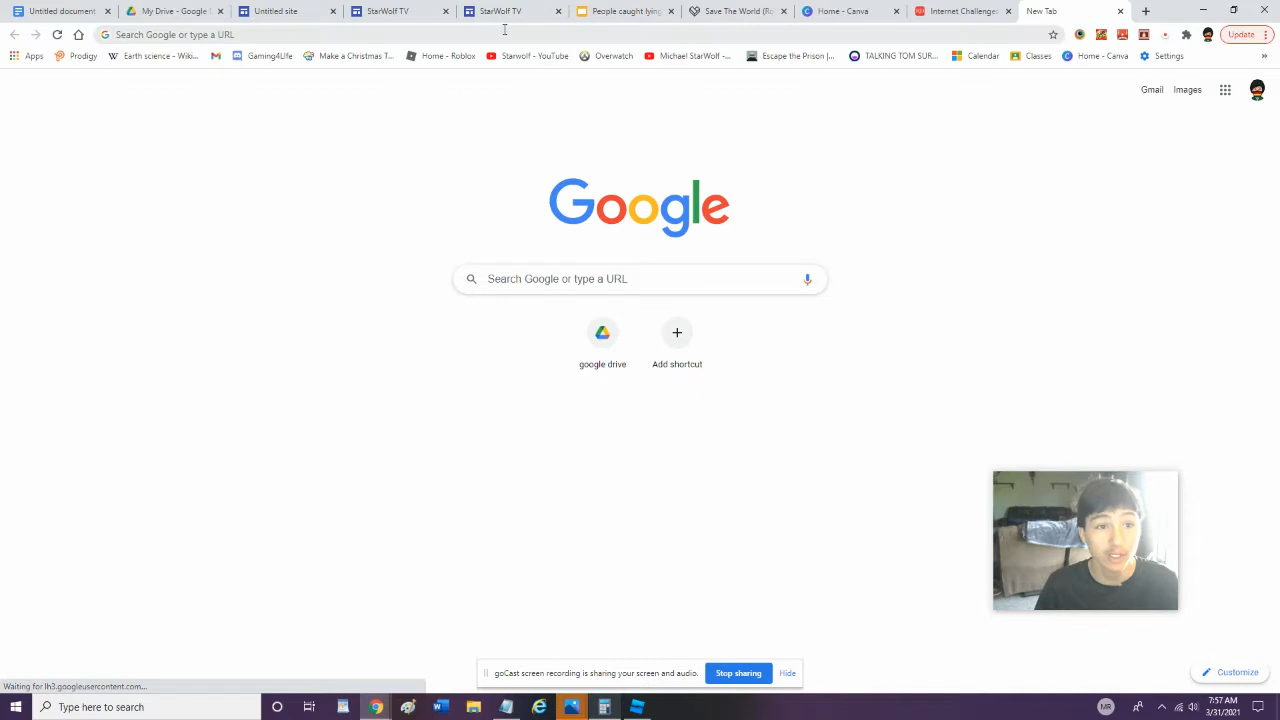 Untitled document
My Drive - Google
Untitled site
StarWolF TV
StarWolF TV
People caught lying
Save The World (Ro
Home - Canva
Internet Challenge
New Tab
Search Google or type a URL
Update
Apps
Prodigy
Earth science - Wiki...
Gaming4Life
Make a Christmas T...
Home - Roblox
Starwolf - YouTube
Overwatch
Michael StarWolf -...
Escape the Prison |...
TALKING TOM SUR...
Calendar
Classes
Home - Canva
Settings
»
Gmail
Images
Google
Search Google or type a URL
google drive
Add shortcut
goCast screen recording is sharing your screen and audio.
Stop sharing
Hide
Customize
Waiting for lh3.googleusercontent.com...
Type here to search
MR
7:57 AM
3/31/2021